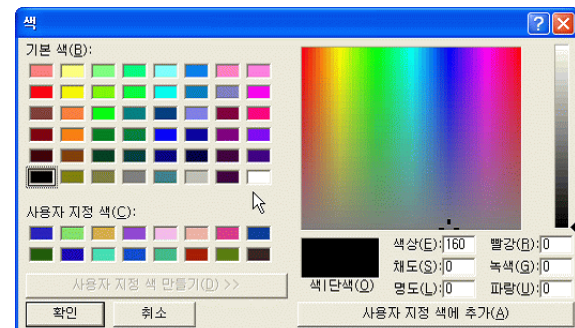 색
기본 색(B):
사용자 지정 색(C):
사용자 지정 색 만들기(D) >>
확인 취소
색상(E): 160 빨강(R): 0
채도(S): 0 녹색(G): 0
색|단색(O) 명도(L): 0 파랑(U): 0
사용자 지정 색에 추가(A)